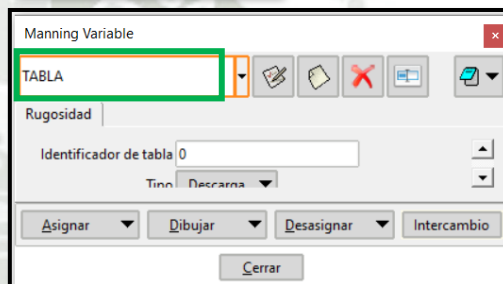 Manning Variable
TABLA
Rugosidad
Identificador de tabla 0
Tipo Descarga
Asignar Dibujar Desasignar Intercambio
Cerrar